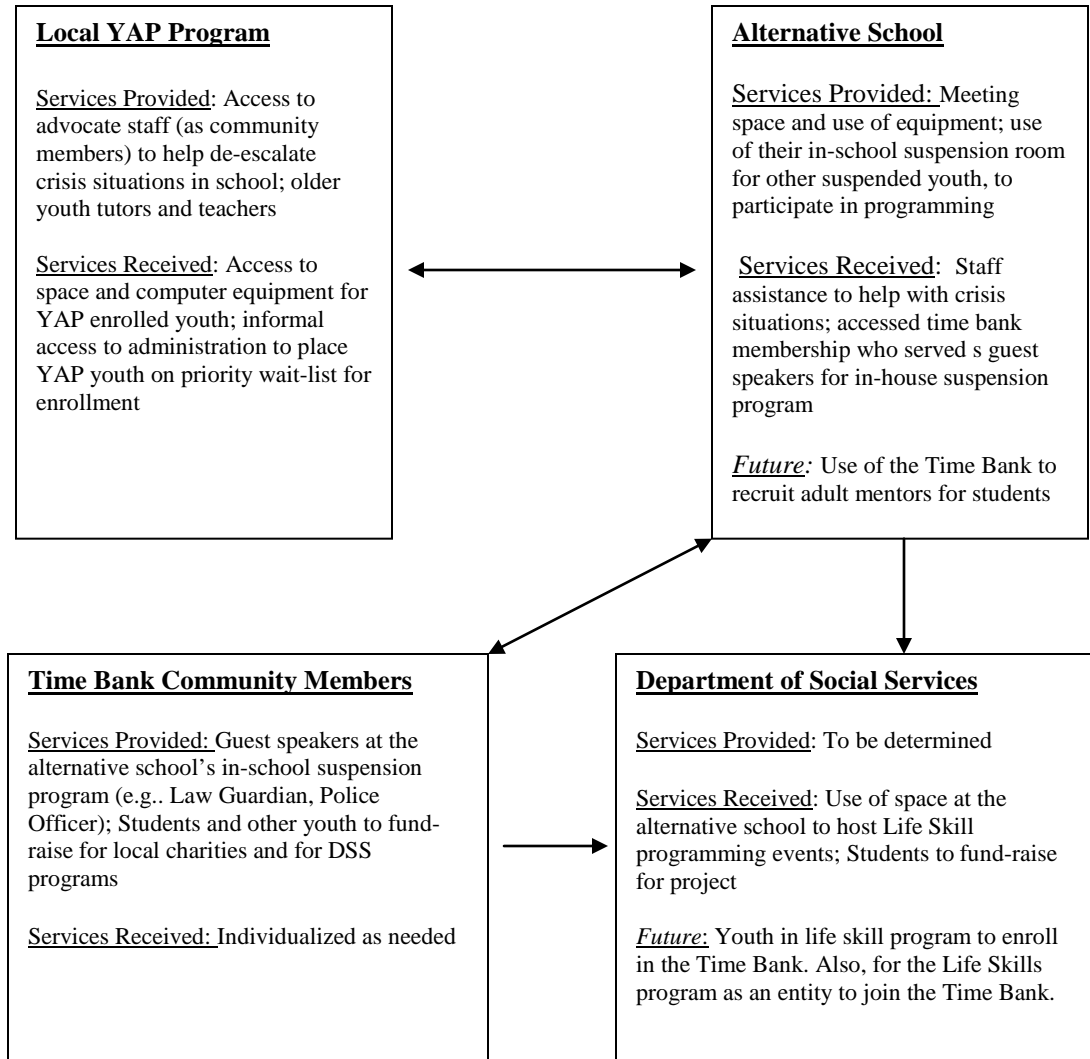 Local YAP Program
Services Provided: Access to
advocate staff (as community
members) to help de-escalate
crisis situations in school; older
youth tutors and teachers
Services Received: Access to
space and computer equipment for
YAP enrolled youth; informal
access to administration to place
YAP youth on priority wait-list for
enrollment
Alternative School
Services Provided: Meeting
space and use of equipment; use
of their in-school suspension room
for other suspended youth, to
participate in programming
Services Received: Staff
assistance to help with crisis
situations; accessed time bank
membership who served s guest
speakers for in-house suspension
program
Future: Use of the Time Bank to
recruit adult mentors for students
Time Bank Community Members
Services Provided: Guest speakers at the
alternative school's in-school suspension
program (e.g.. Law Guardian, Police
Officer); Students and other youth to fund-
raise for local charities and for DSS
programs
Services Received: Individualized as needed
Department of Social Services
Services Provided: To be determined
Services Received: Use of space at the
alternative school to host Life Skill
programming events; Students to fund-raise
for project
Future: Youth in life skill program to enroll
in the Time Bank. Also, for the Life Skills
program as an entity to join the Time Bank.